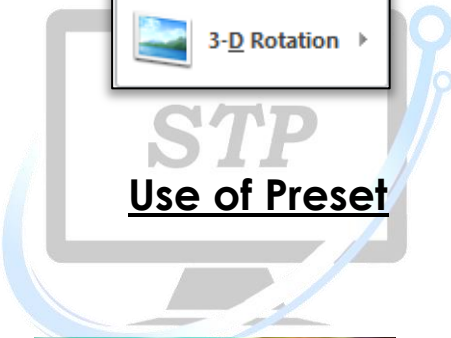 3-D Rotation
STP
Use of Preset